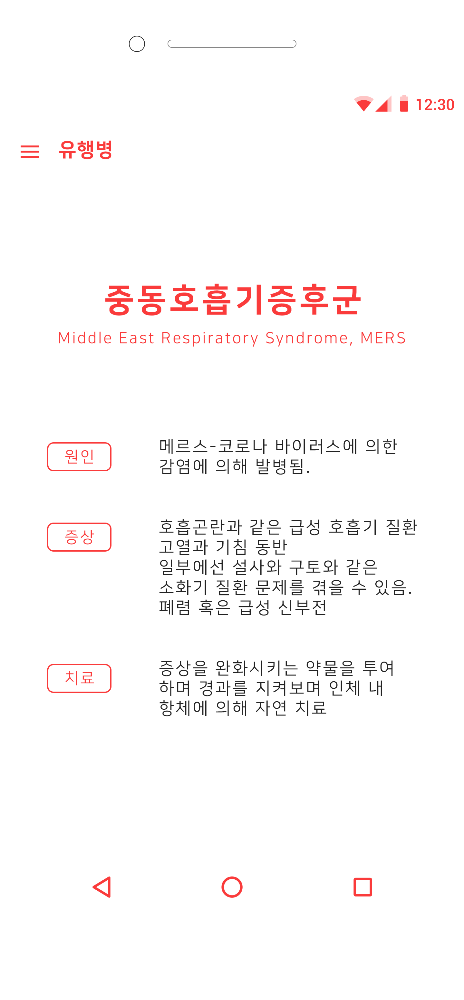 12:30
유행병
중동호흡기증후군
Middle East Respiratory Syndrome, MERS
원인
메르스-코로나 바이러스에 의한
감염에 의해 발병됨.
증상
호흡곤란과 같은 급성 호흡기 질환
고열과 기침 동반
일부에선 설사와 구토와 같은
소화기 질환 문제를 겪을 수 있음.
폐렴 혹은 급성 신부전
치료
증상을 완화시키는 약물을 투여
하며 경과를 지켜보며 인체 내
항체에 의해 자연 치료